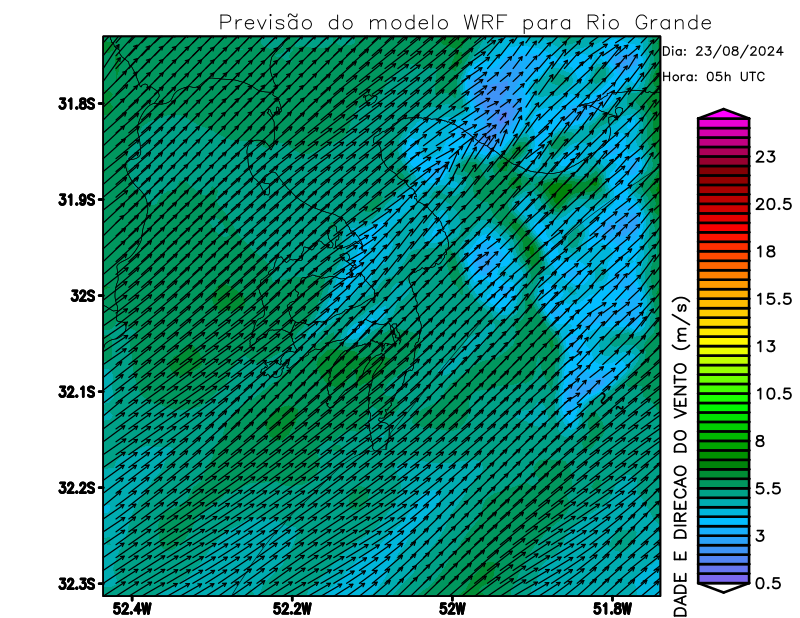 Previsão do modelo WRF para Rio Grande
Dia: 23/08/2024
Hora: 05h UTC
31.8S
31.9S
32S
32.1S
32.2S
32.3S
52.4W
52.2W
52W
51.8W
DADE E DIRECAO DO VENTO (m/s)
23
20.5
18
15.5
13
10.5
8
5.5
3
0.5